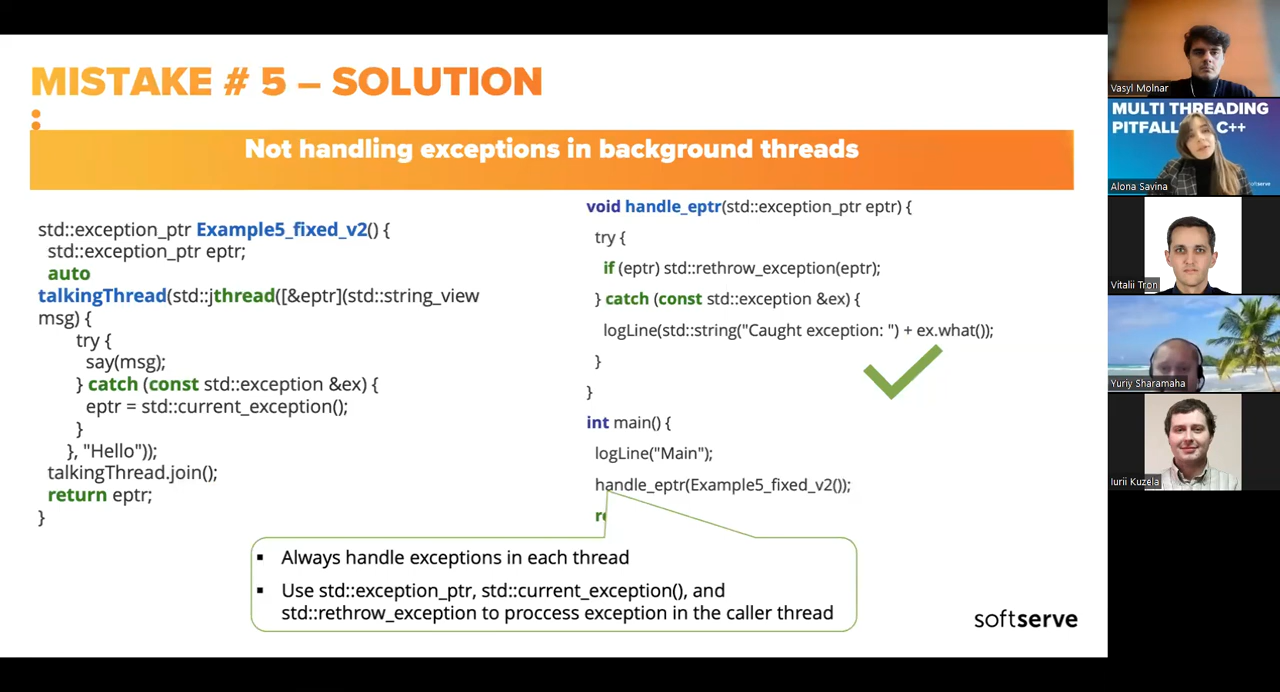 MISTAKE # 5 – SOLUTION
:
Not handling exceptions in background threads
std::exception_ptr Example5_fixed_v2() {
std::exception_ptr eptr;
auto
talkingThread(std::jthread([&eptr](std::string_view
msg) {
try {
say(msg);
} catch (const std::exception &ex) {
eptr = std::current_exception();
}
}, "Hello"));
talkingThread.join();
return eptr;
}
void handle_eptr(std::exception_ptr eptr) {
try {
if (eptr) std::rethrow_exception(eptr);
} catch (const std::exception &ex) {
logLine(std::string("Caught exception: ") + ex.what());
}
}
int main() {
logLine("Main");
handle_eptr(Example5_fixed_v2());
re
▪ Always handle exceptions in each thread
▪ Use std::exception_ptr, std::current_exception(), and
std::rethrow_exception to proccess exception in the caller thread
softserve
Vasyl Molnar
MULTI THREADING
PITFALL C++
softserve
Alona Savina
Vitalii Tron
Yuriy Sharamaha
Iurii Kuzela